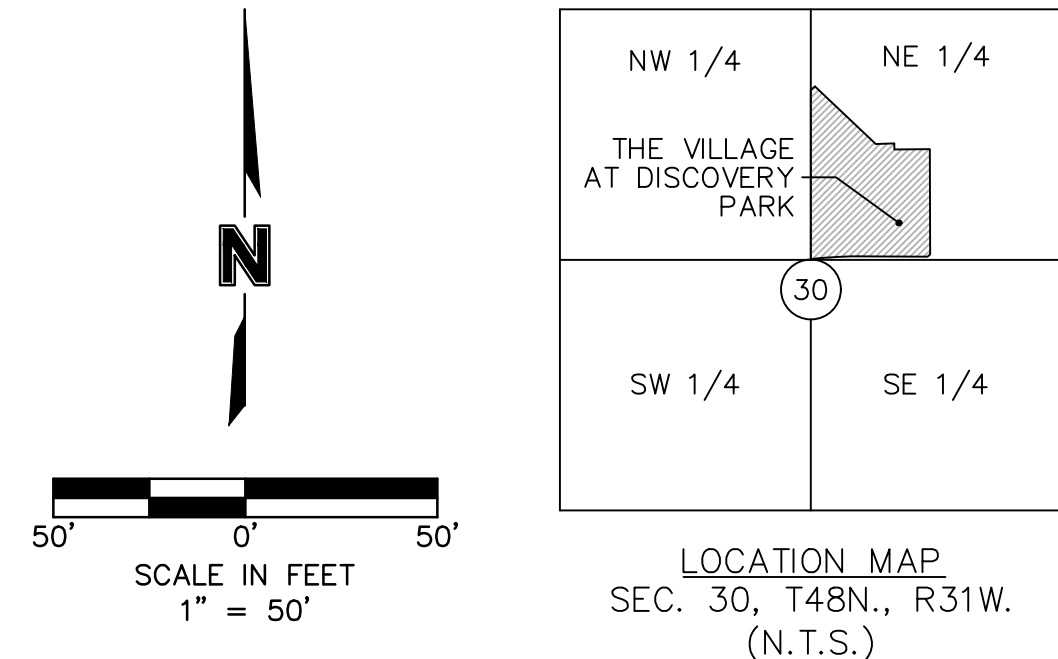 N
50' 0' 50'
SCALE IN FEET
1" = 50'
NW 1/4
NE 1/4
THE VILLAGE
AT DISCOVERY
PARK
30
SW 1/4
SE 1/4
LOCATION MAP
SEC. 30, T48N., R31W.
(N.T.S.)